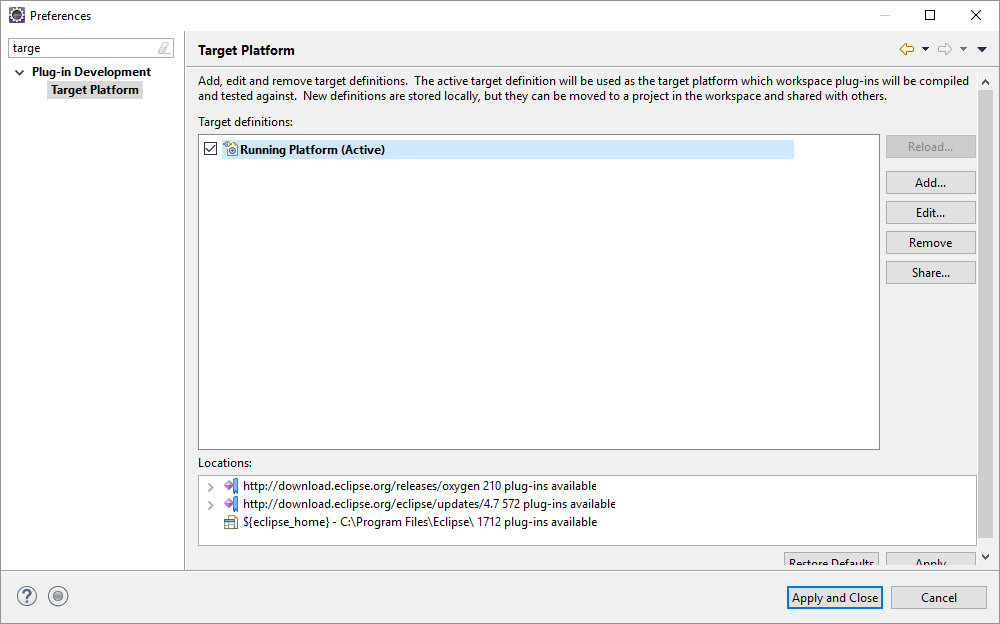 Preferences
targe
Plug-in Development
Target Platform
Target Platform
Add, edit and remove target definitions.  The active target definition will be used as the target platform which workspace plug-ins will be compiled
and tested against.  New definitions are stored locally, but they can be moved to a project in the workspace and shared with others.
Target definitions:
Running Platform (Active)
Reload...
Add...
Edit...
Remove
Share...
Locations:
http://download.eclipse.org/releases/oxygen 210 plug-ins available
http://download.eclipse.org/eclipse/updates/4.7 572 plug-ins available
${eclipse_home} - C:\Program Files\Eclipse\ 1712 plug-ins available
Restore Defaults
Apply
?
Apply and Close
Cancel